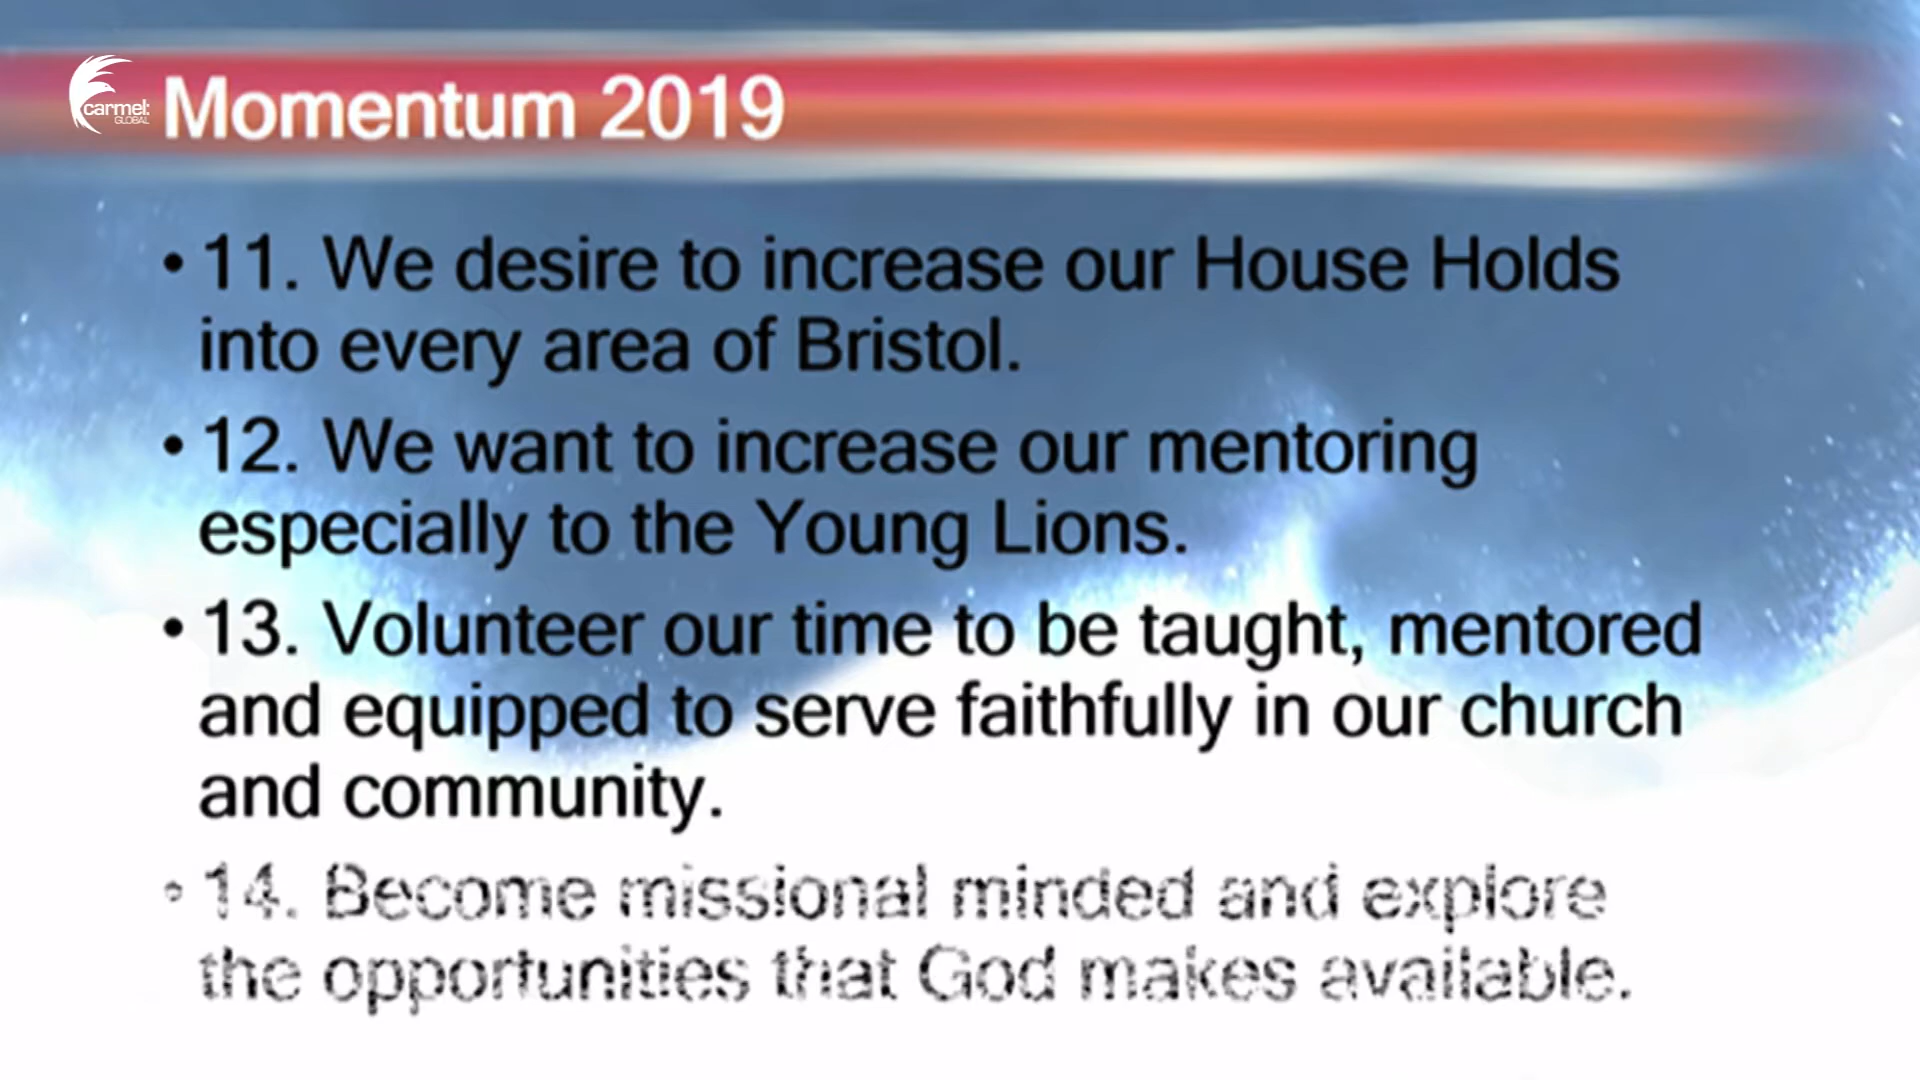 carmel:
GLOBAL
Momentum 2019
• 11. We desire to increase our House Holds
into every area of Bristol.
• 12. We want to increase our mentoring
especially to the Young Lions.
• 13. Volunteer our time to be taught, mentored
and equipped to serve faithfully in our church
and community.
• 14. Become missional minded and explore
the opportunities that God makes available.